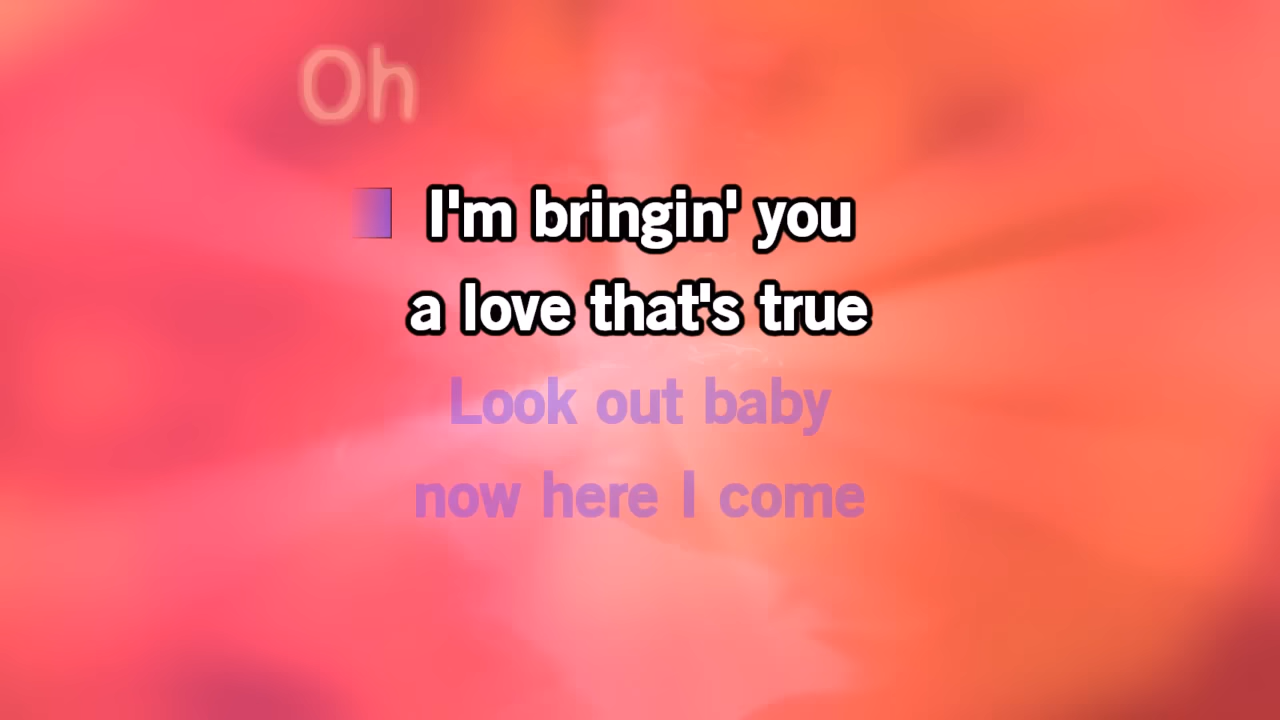 Oh
I'm bringin' you
a love that's true
Look out baby
now here I come